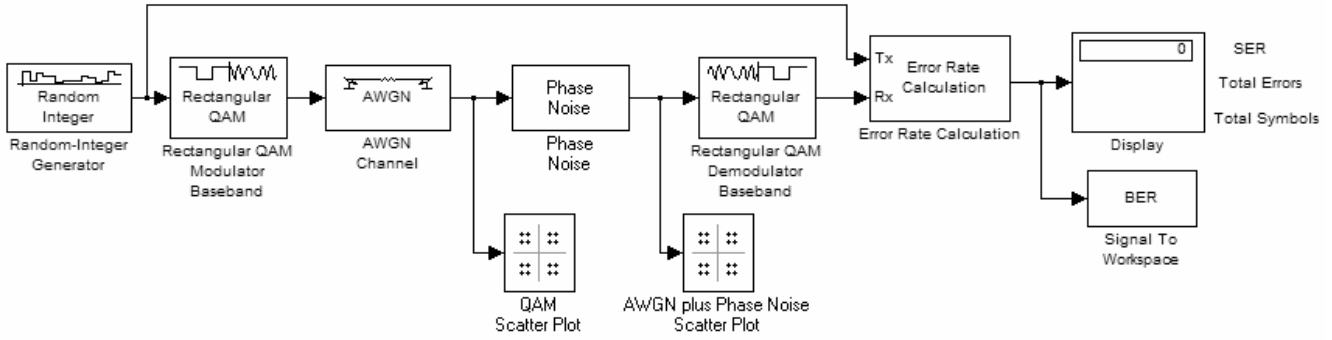 Random
Integer
Random-Integer
Generator
Rectangular
QAM
Rectangular QAM
Modulator
Baseband
AWGN
AWGN
Channel
Phase
Noise
Phase
Noise
Rectangular
QAM
Rectangular QAM
Demodulator
Baseband
Tx
Rx
Error Rate
Calculation
Error Rate Calculation
0
Display
SER
Total Errors
Total Symbols
BER
Signal To
Workspace
QAM
Scatter Plot
AWGN plus Phase Noise
Scatter Plot